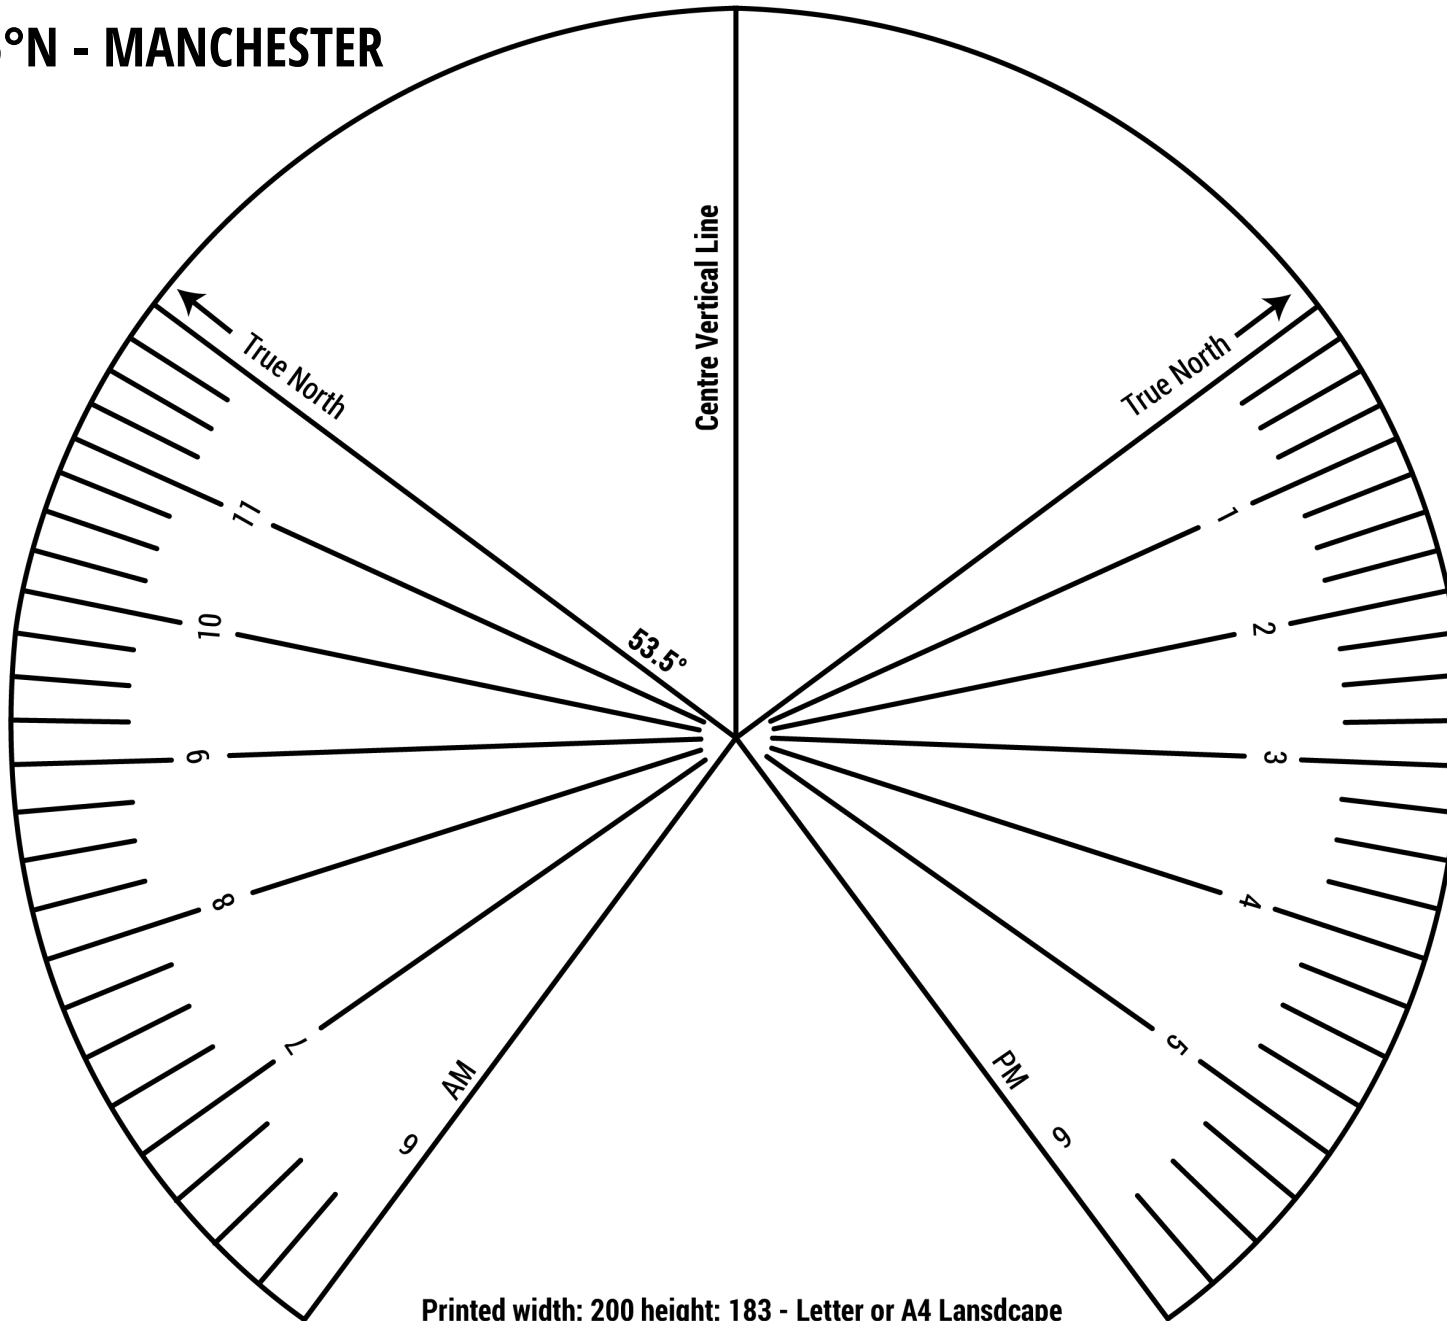 °N - MANCHESTER
Centre Vertical Line
True North
True North
53.5°
11
10
9
8
7
6
AM
1
2
3
4
5
6
PM
Printed width: 200 height: 183 - Letter or A4 Lansdcape